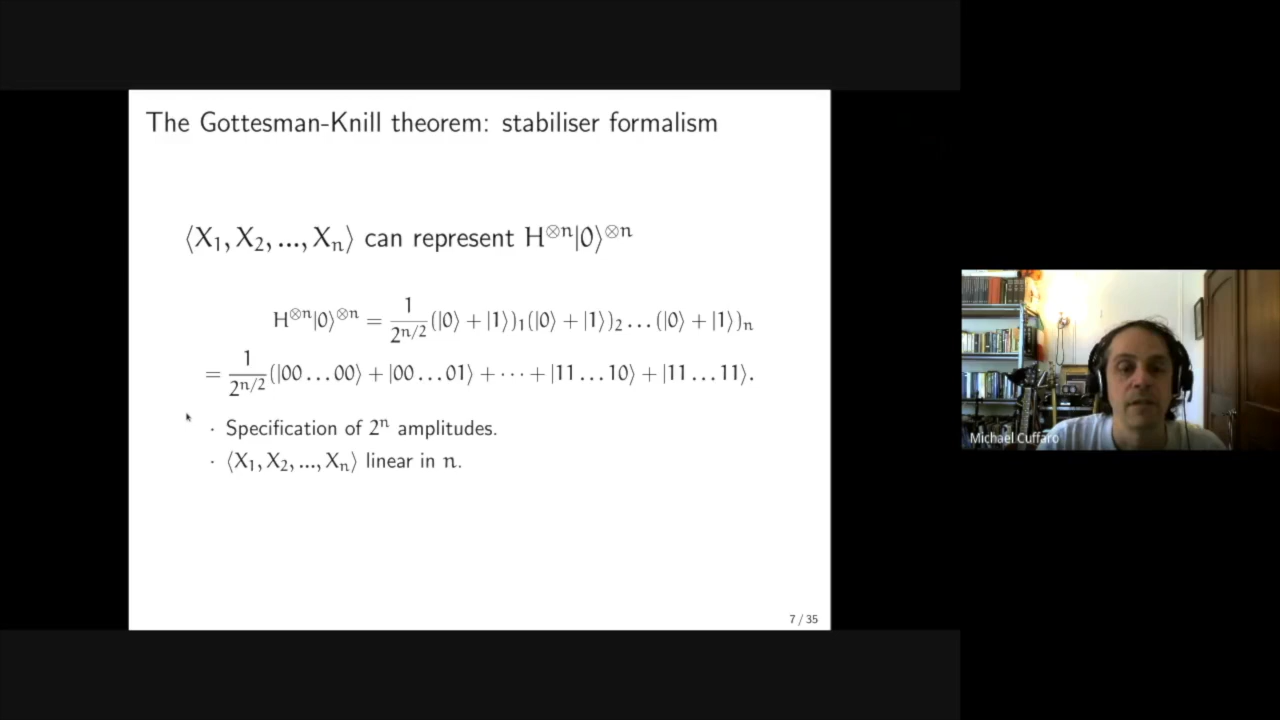 The Gottesman-Knill theorem: stabiliser formalism
⟨X₁, X₂, ..., Xₙ⟩ can represent H^{⊗n}|0⟩^{⊗n}
H^{⊗n}|0⟩^{⊗n} = \frac{1}{2^{n/2}}(|0⟩ + |1⟩)₁(|0⟩ + |1⟩)₂ . . . (|0⟩ + |1⟩)ₙ
= \frac{1}{2^{n/2}}(|00 . . . 00⟩ + |00 . . . 01⟩ + · · · + |11 . . . 10⟩ + |11 . . . 11⟩.
· Specification of 2ⁿ amplitudes.
· ⟨X₁, X₂, ..., Xₙ⟩ linear in n.
7 / 35
Michael Cuffaro